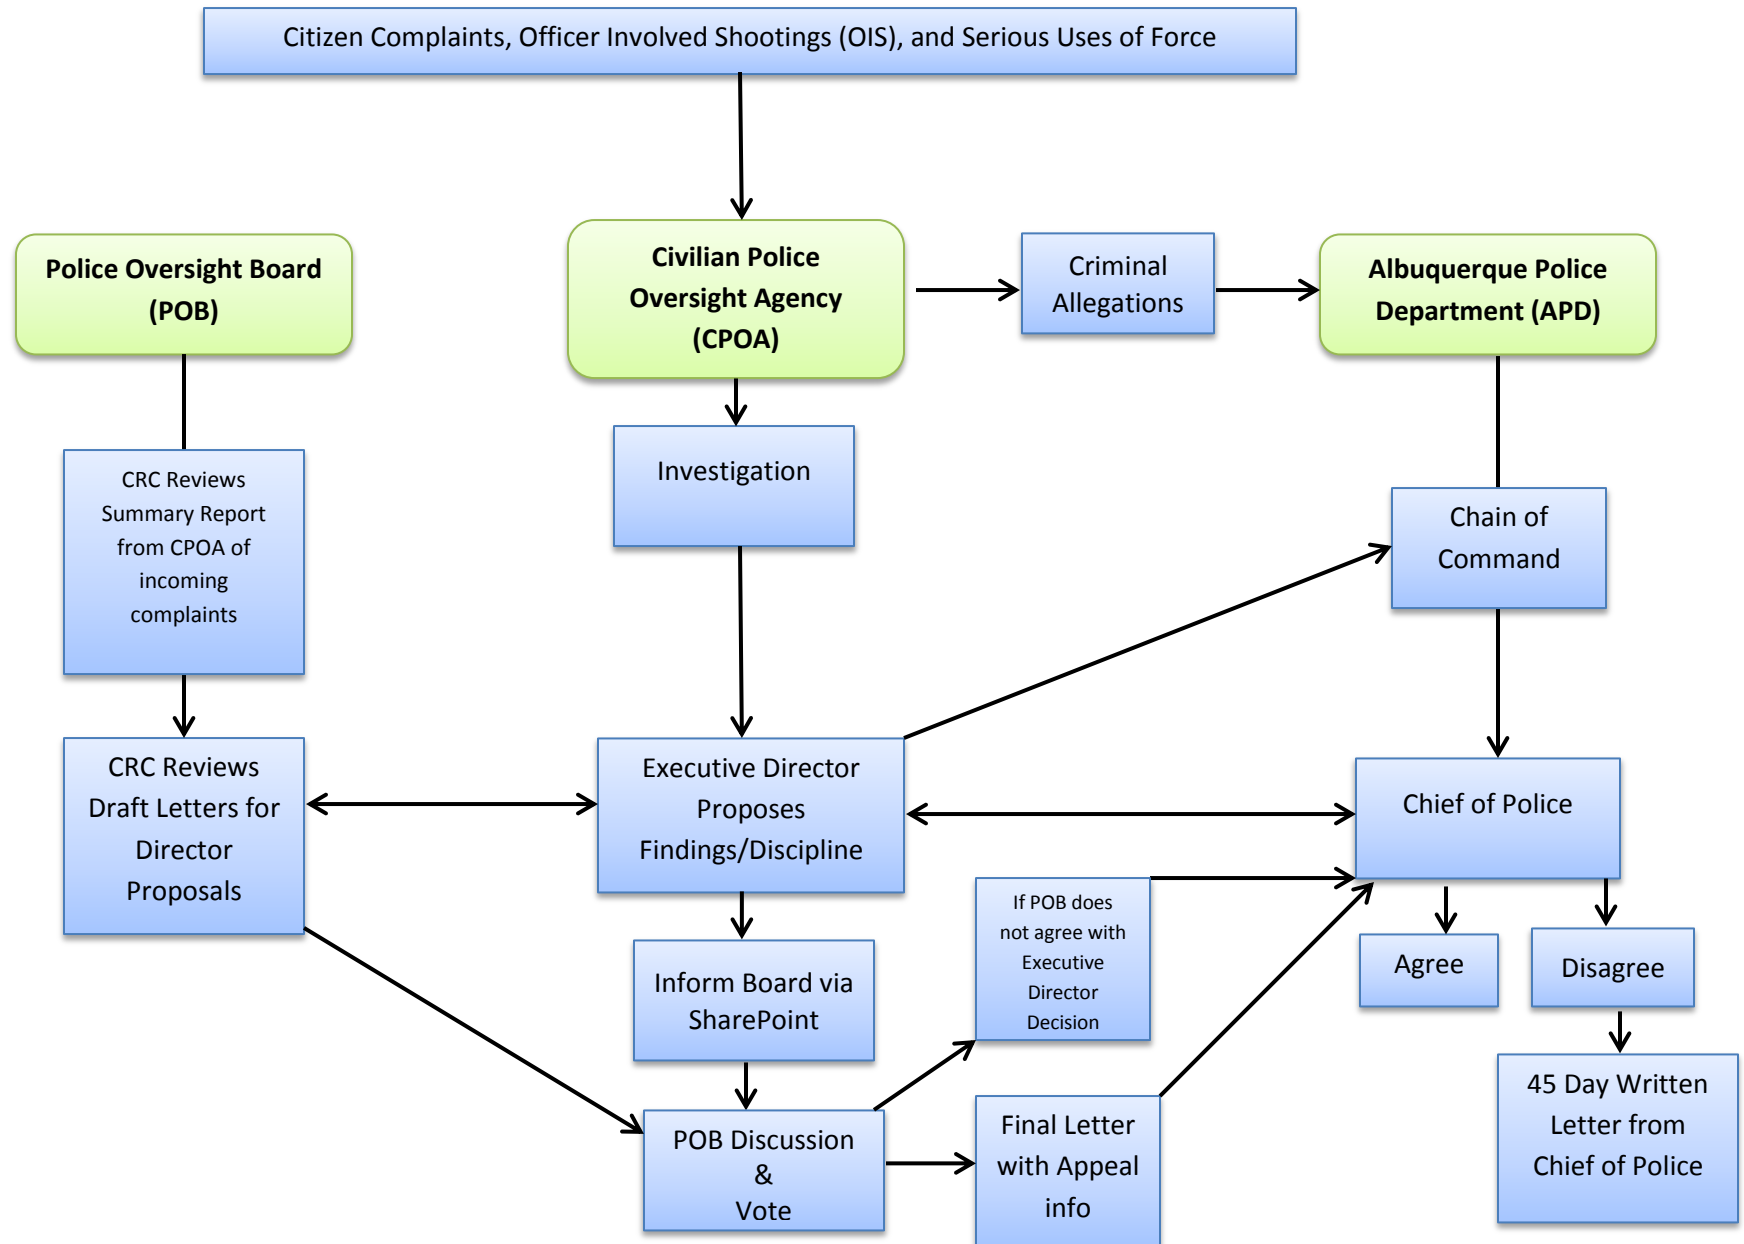 Citizen Complaints, Officer Involved Shootings (OIS), and Serious Uses of Force
Police Oversight Board
(POB)
Civilian Police
Oversight Agency
(CPOA)
Criminal
Allegations
Albuquerque Police
Department (APD)
CRC Reviews
Summary Report
from CPOA of
incoming
complaints
Investigation
Chain of
Command
CRC Reviews
Draft Letters for
Director
Proposals
Executive Director
Proposes
Findings/Discipline
Chief of Police
If POB does
not agree with
Executive
Director
Decision
Agree
Disagree
Inform Board via
SharePoint
POB Discussion
&
Vote
Final Letter
with Appeal
info
45 Day Written
Letter from
Chief of Police